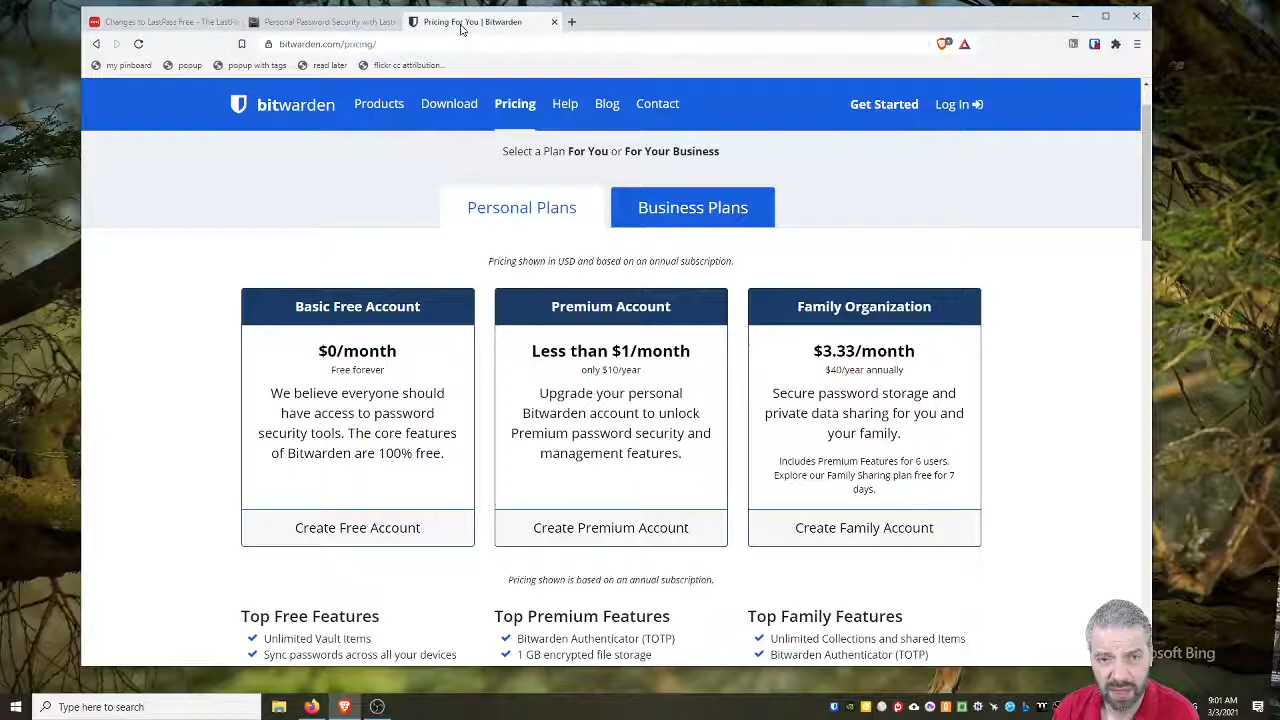 Changes to LastPass Free - The LastPa
Personal Password Security with Last
Pricing For You | Bitwarden
bitwarden.com/pricing/
my pinboard
popup
popup with tags
read later
flickr cc attribution...
bitwarden
Products
Download
Pricing
Help
Blog
Contact
Get Started
Log In
Select a Plan For You or For Your Business
Personal Plans
Business Plans
Pricing shown in USD and based on an annual subscription.
Basic Free Account
$0/month
Free forever
We believe everyone should
have access to password
security tools. The core features
of Bitwarden are 100% free.
Create Free Account
Premium Account
Less than $1/month
only $10/year
Upgrade your personal
Bitwarden account to unlock
Premium password security and
management features.
Create Premium Account
Family Organization
$3.33/month
$40/year annually
Secure password storage and
private data sharing for you and
your family.
Includes Premium Features for 6 users.
Explore our Family Sharing plan free for 7
days.
Create Family Account
Pricing shown is based on an annual subscription.
Top Free Features
Unlimited Vault Items
Sync passwords across all your devices
Top Premium Features
Bitwarden Authenticator (TOTP)
1 GB encrypted file storage
Top Family Features
Unlimited Collections and shared Items
Bitwarden Authenticator (TOTP)
osoft Bing
Type here to search
9:01 AM
3/3/2021